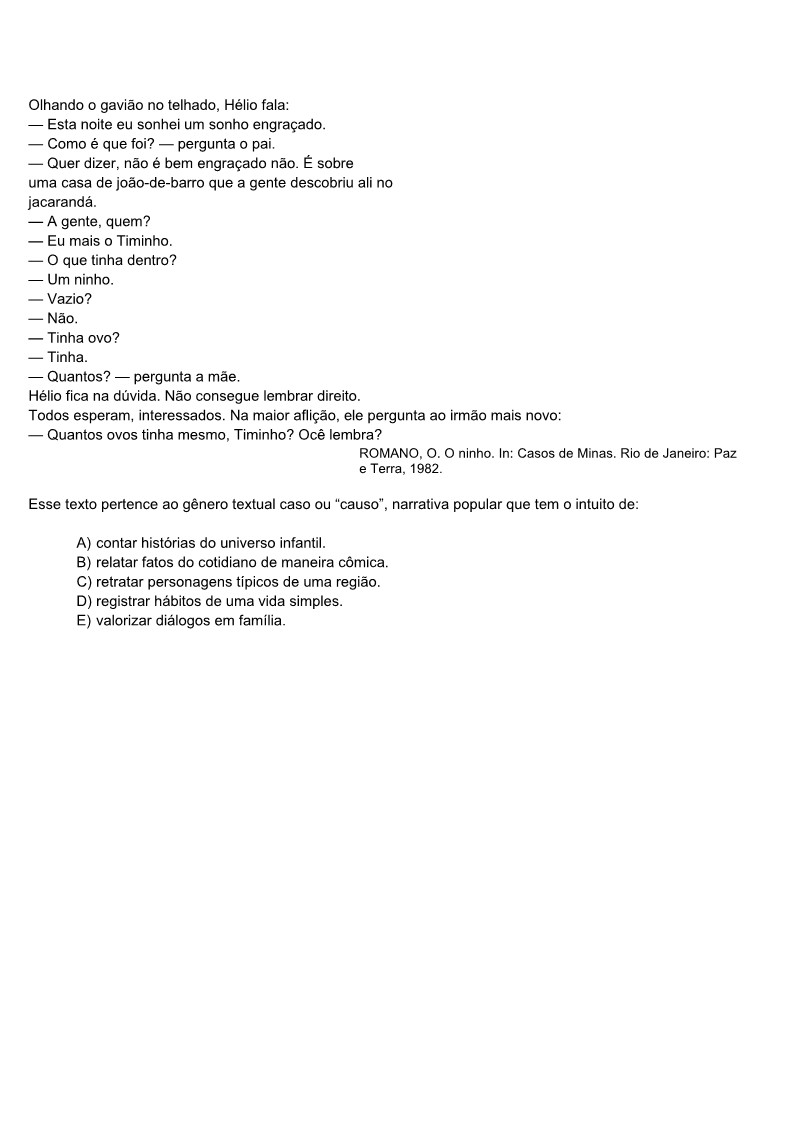 Olhando o gavião no telhado, Hélio fala:
— Esta noite eu sonhei um sonho engraçado.
— Como é que foi? — pergunta o pai.
— Quer dizer, não é bem engraçado não. É sobre
uma casa de joão-de-barro que a gente descobriu ali no
jacarandá.
— A gente, quem?
— Eu mais o Timinho.
— O que tinha dentro?
— Um ninho.
— Vazio?
— Não.
— Tinha ovo?
— Tinha.
— Quantos? — pergunta a mãe.
Hélio fica na dúvida. Não consegue lembrar direito.
Todos esperam, interessados. Na maior aflição, ele pergunta ao irmão mais novo:
— Quantos ovos tinha mesmo, Timinho? Ocê lembra?
ROMANO, O. O ninho. In: Casos de Minas. Rio de Janeiro: Paz
e Terra, 1982.
Esse texto pertence ao gênero textual caso ou “causo”, narrativa popular que tem o intuito de:
A) contar histórias do universo infantil.
B) relatar fatos do cotidiano de maneira cômica.
C) retratar personagens típicos de uma região.
D) registrar hábitos de uma vida simples.
E) valorizar diálogos em família.